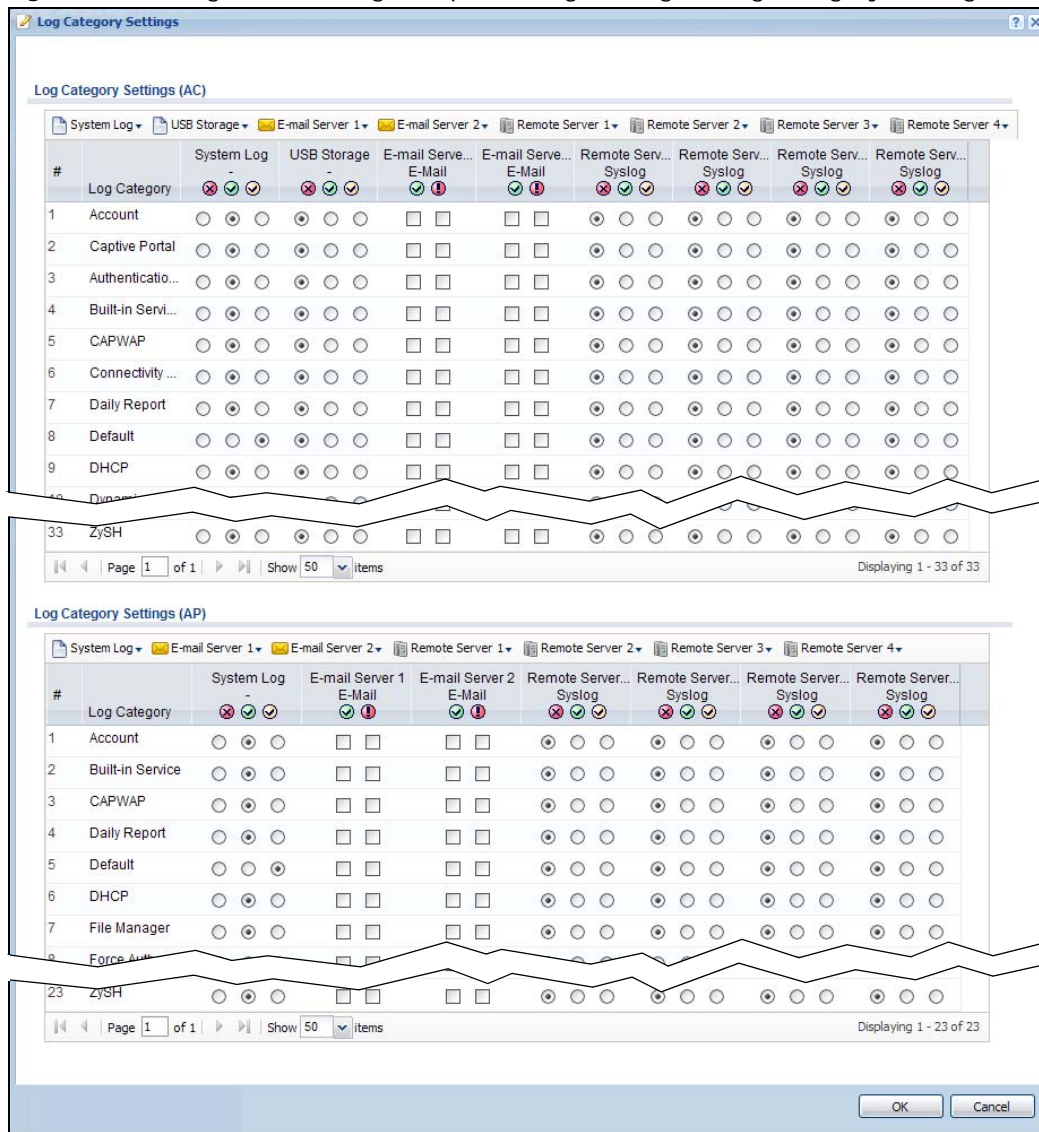 Log Category Settings
Log Category Settings (AC)
System Log USB Storage E-mail Server 1 E-mail Server 2 Remote Server 1 Remote Server 2 Remote Server 3 Remote Server 4
System Log USB Storage E-mail Serve... E-mail Serve... Remote Serv... Remote Serv... Remote Serv... Remote Serv...
# - - E-Mail E-Mail Syslog Syslog Syslog Syslog
Log Category
1 Account
2 Captive Portal
3 Authenticatio...
4 Built-in Servi...
5 CAPWAP
6 Connectivity ...
7 Daily Report
8 Default
9 DHCP
33 ZySH
Page 1 of 1 Show 50 items Displaying 1 - 33 of 33
Log Category Settings (AP)
System Log E-mail Server 1 E-mail Server 2 Remote Server 1 Remote Server 2 Remote Server 3 Remote Server 4
System Log E-mail Server 1 E-mail Server 2 Remote Server... Remote Server... Remote Server... Remote Server...
# - E-Mail E-Mail Syslog Syslog Syslog Syslog
Log Category
1 Account
2 Built-in Service
3 CAPWAP
4 Daily Report
5 Default
6 DHCP
7 File Manager
23 ZySH
Page 1 of 1 Show 50 items Displaying 1 - 23 of 23
OK Cancel